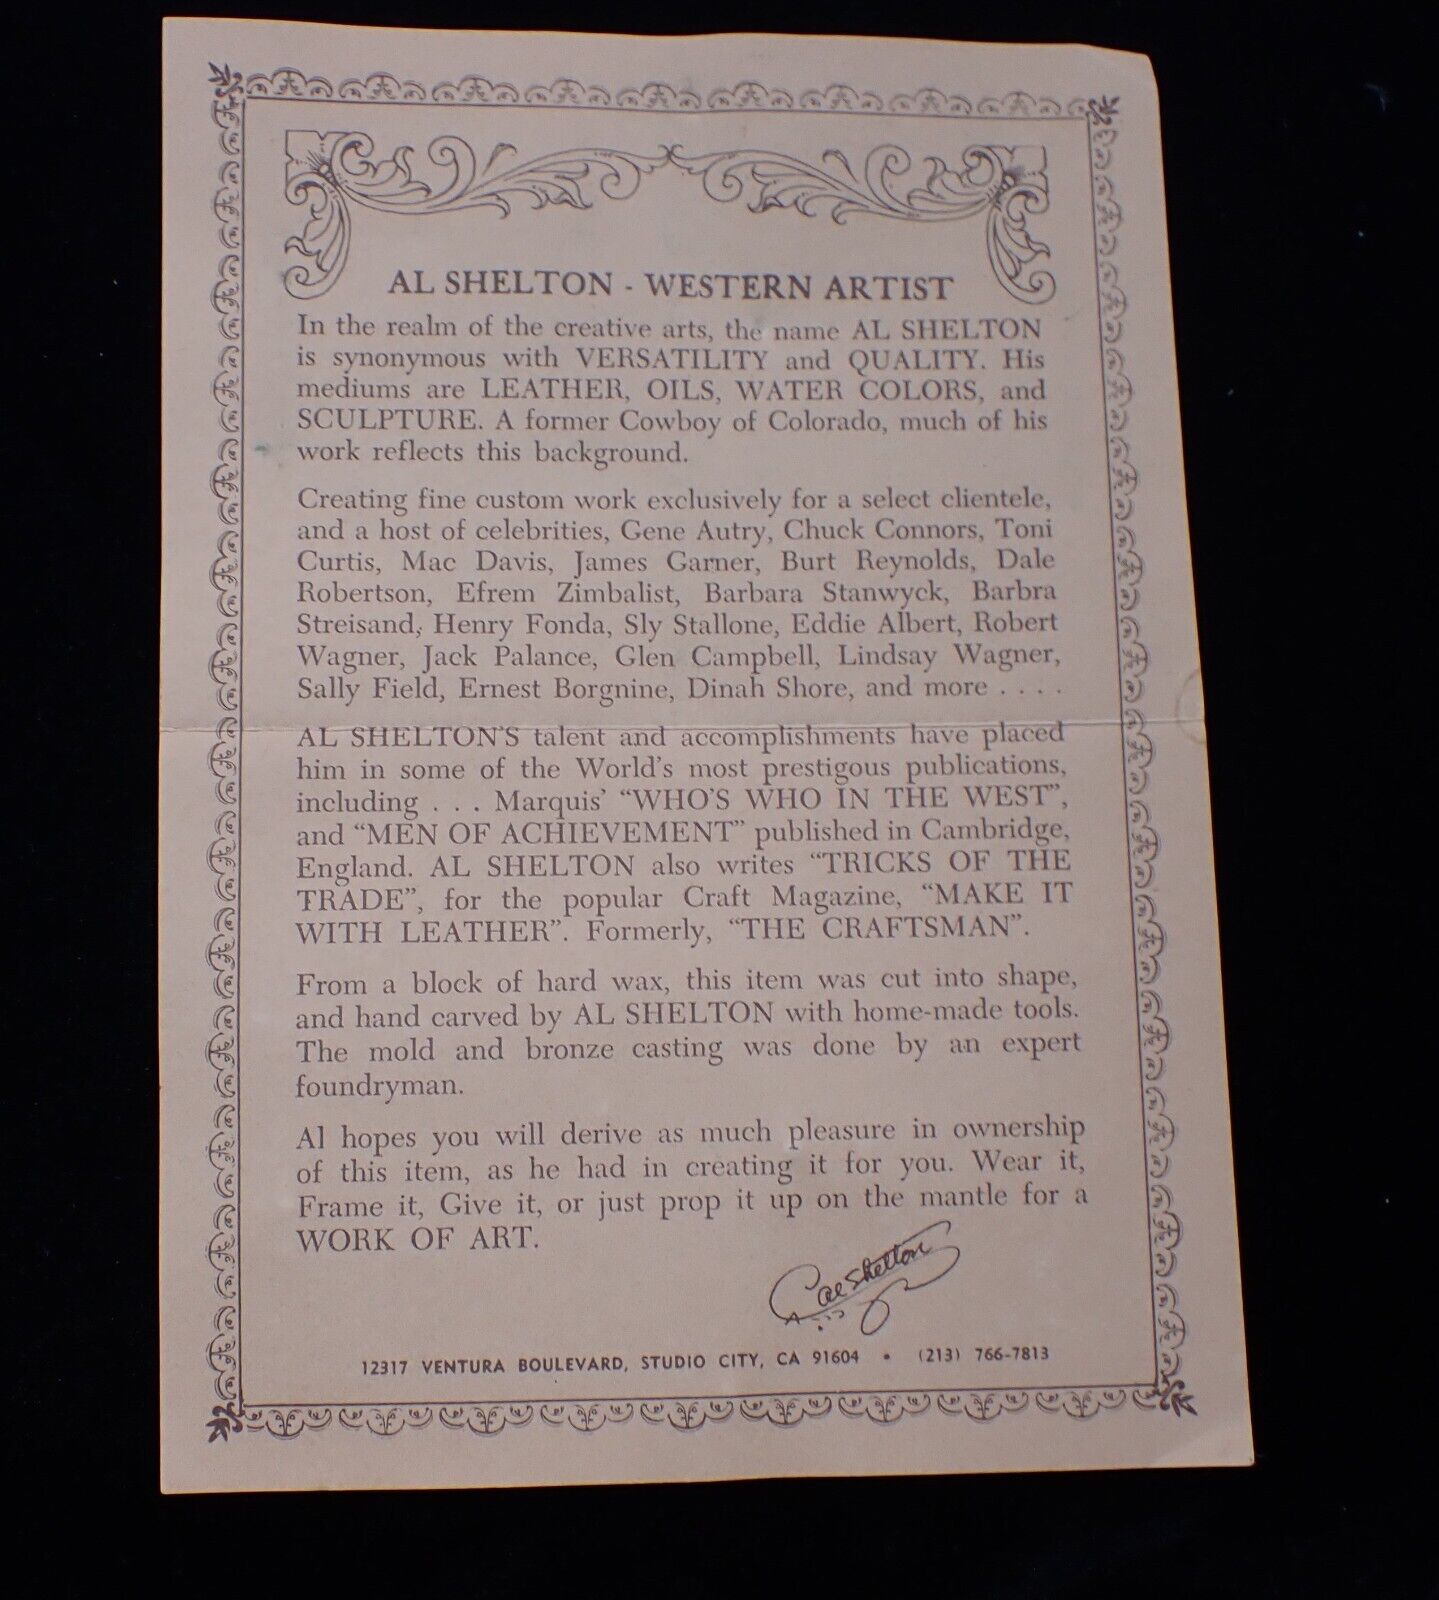 AL SHELTON - WESTERN ARTIST
In the realm of the creative arts, the name AL SHELTON
is synonymous with VERSATILITY and QUALITY. His
mediums are LEATHER, OILS, WATER COLORS, and
SCULPTURE. A former Cowboy of Colorado, much of his
work reflects this background.
Creating fine custom work exclusively for a select clientele,
and a host of celebrities, Gene Autry, Chuck Connors, Toni
Curtis, Mac Davis, James Garner, Burt Reynolds, Dale
Robertson, Efrem Zimbalist, Barbara Stanwyck, Barbra
Streisand, Henry Fonda, Sly Stallone, Eddie Albert, Robert
Wagner, Jack Palance, Glen Campbell, Lindsay Wagner,
Sally Field, Ernest Borgnine, Dinah Shore, and more . . . .
AL SHELTON'S talent and accomplishments have placed
him in some of the World's most prestigous publications,
including . . . Marquis' "WHO'S WHO IN THE WEST",
and "MEN OF ACHIEVEMENT" published in Cambridge,
England. AL SHELTON also writes "TRICKS OF THE
TRADE", for the popular Craft Magazine, "MAKE IT
WITH LEATHER". Formerly, "THE CRAFTSMAN".
From a block of hard wax, this item was cut into shape,
and hand carved by AL SHELTON with home-made tools.
The mold and bronze casting was done by an expert
foundryman.
Al hopes you will derive as much pleasure in ownership
of this item, as he had in creating it for you. Wear it,
Frame it, Give it, or just prop it up on the mantle for a
WORK OF ART.
Al Shelton
12317 VENTURA BOULEVARD, STUDIO CITY, CA 91604 • (213) 766-7813